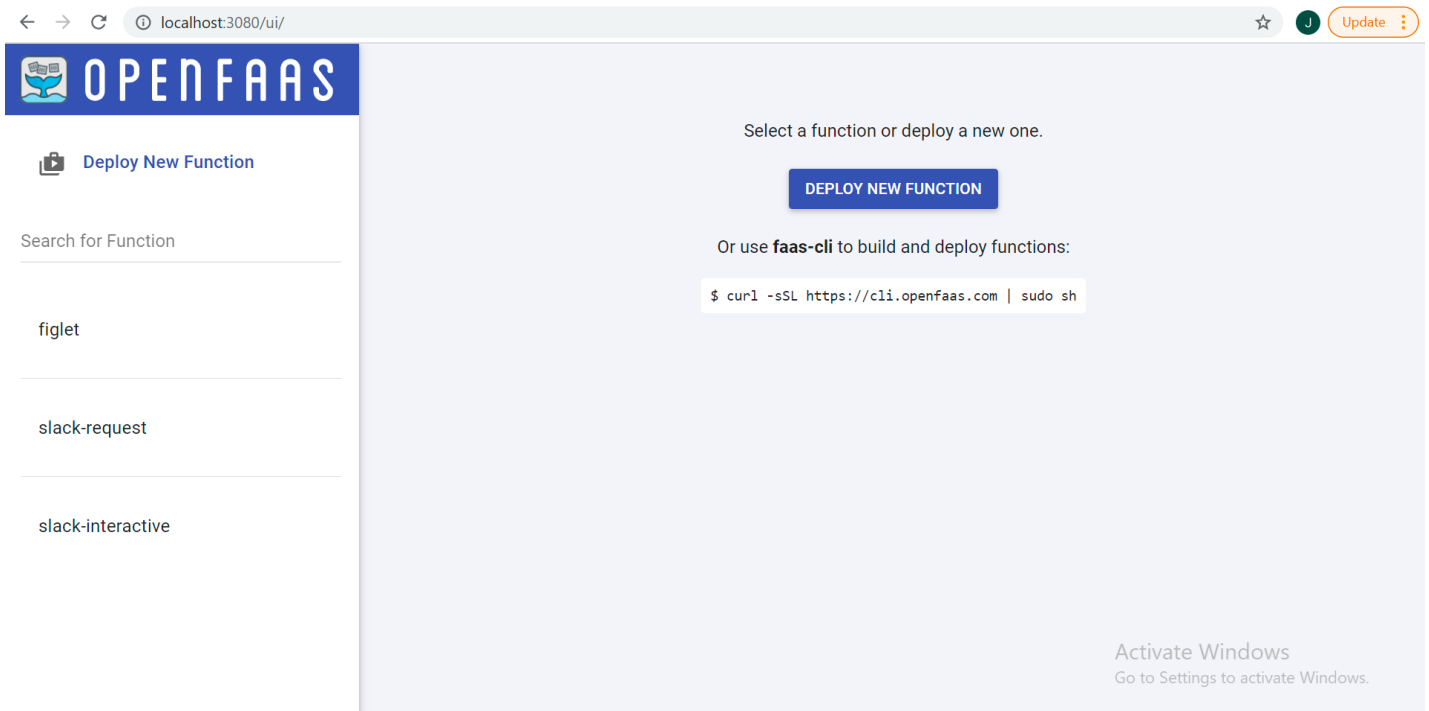 localhost:3080/ui/
J
Update
OPENFAAS
Deploy New Function
Search for Function
figlet
slack-request
slack-interactive
Select a function or deploy a new one.
DEPLOY NEW FUNCTION
Or use faas-cli to build and deploy functions:
$ curl -sSL https://cli.openfaas.com | sudo sh
Activate Windows
Go to Settings to activate Windows.